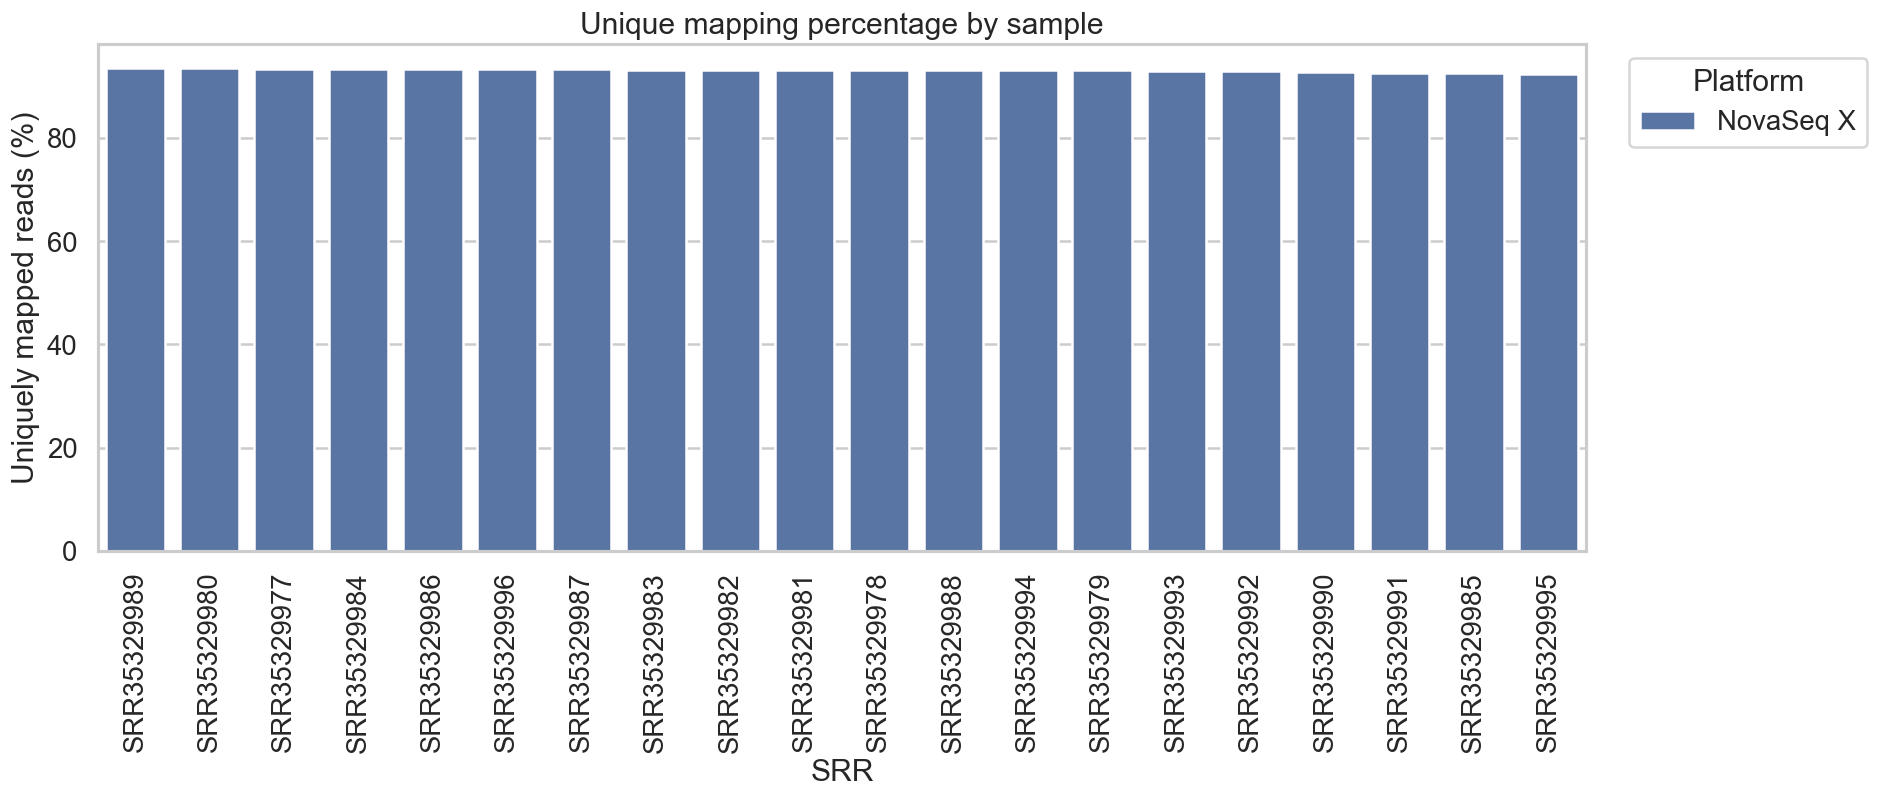 Unique mapping percentage by sample
Uniquely mapped reads (%)
80
60
40
20
0
SRR35329989
SRR35329980
SRR35329977
SRR35329984
SRR35329986
SRR35329996
SRR35329987
SRR35329983
SRR35329982
SRR35329981
SRR35329978
SRR35329988
SRR35329994
SRR35329979
SRR35329993
SRR35329992
SRR35329990
SRR35329991
SRR35329985
SRR35329995
SRR
Platform
NovaSeq X